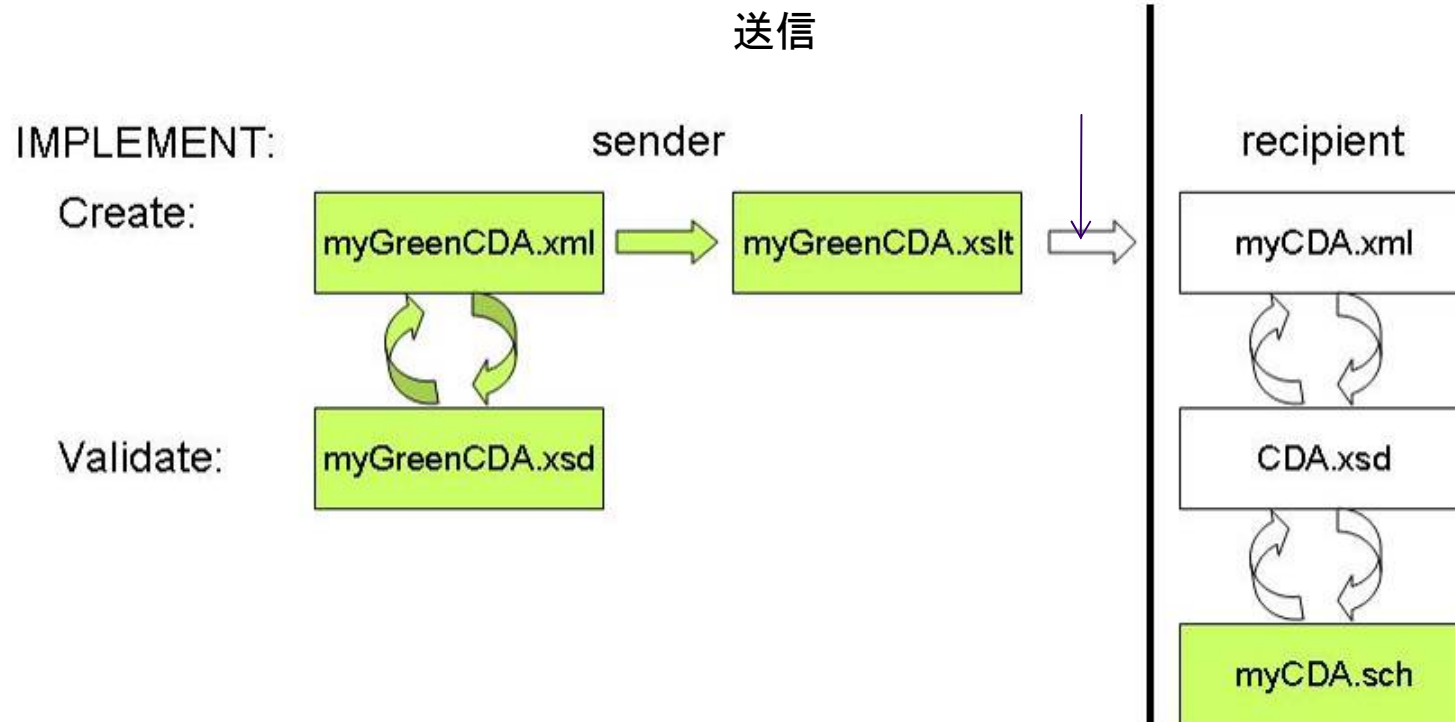 送信
IMPLEMENT:
sender
recipient
Create:
myGreenCDA.xml
myGreenCDA.xslt
myCDA.xml
Validate:
myGreenCDA.xsd
CDA.xsd
myCDA.sch